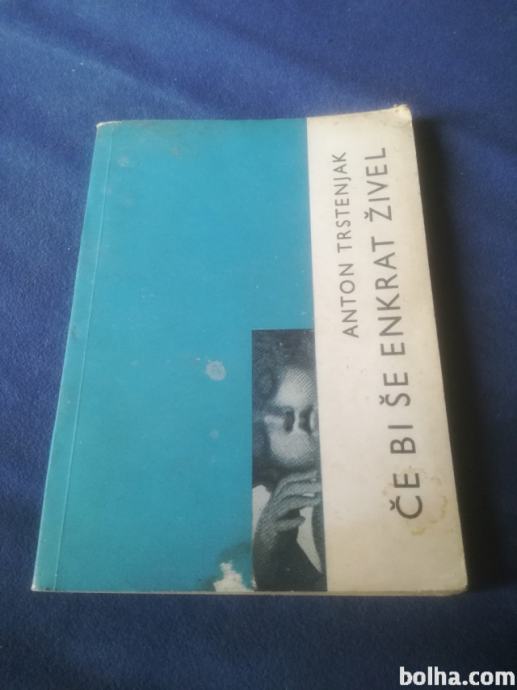 ANTON TRSTENJAK
ČE BI ŠE ENKRAT ŽIVEL
bolha.com